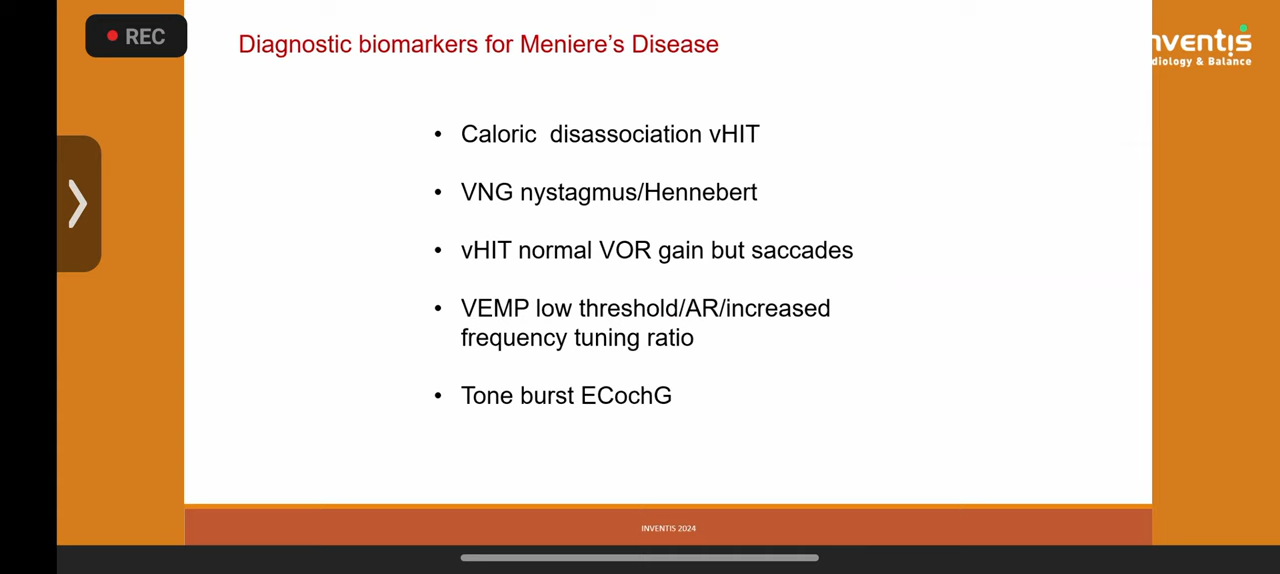 REC
Diagnostic biomarkers for Meniere’s Disease
nventis
diology & Balance
• Caloric  disassociation vHIT
• VNG nystagmus/Hennebert
• vHIT normal VOR gain but saccades
• VEMP low threshold/AR/increased
frequency tuning ratio
• Tone burst ECochG
INVENTIS 2024